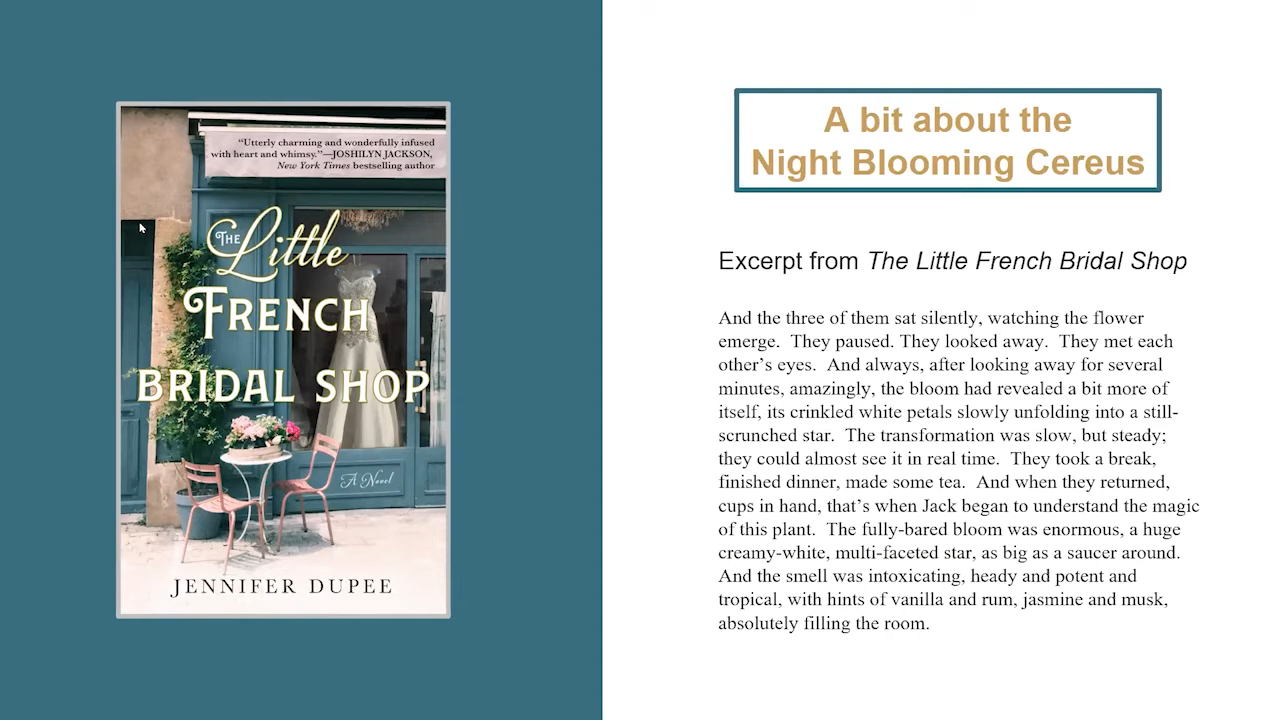 “Utterly charming and wonderfully infused
with heart and whimsy.”—JOSHILYN JACKSON,
New York Times bestselling author
THE Little
FRENCH
BRIDAL SHOP
A Novel
JENNIFER DUPEE
A bit about the
Night Blooming Cereus
Excerpt from The Little French Bridal Shop
And the three of them sat silently, watching the flower
emerge.  They paused. They looked away.  They met each
other’s eyes.  And always, after looking away for several
minutes, amazingly, the bloom had revealed a bit more of
itself, its crinkled white petals slowly unfolding into a still-
scrunched star.  The transformation was slow, but steady;
they could almost see it in real time.  They took a break,
finished dinner, made some tea.  And when they returned,
cups in hand, that’s when Jack began to understand the magic
of this plant.  The fully-bared bloom was enormous, a huge
creamy-white, multi-faceted star, as big as a saucer around.
And the smell was intoxicating, heady and potent and
tropical, with hints of vanilla and rum, jasmine and musk,
absolutely filling the room.